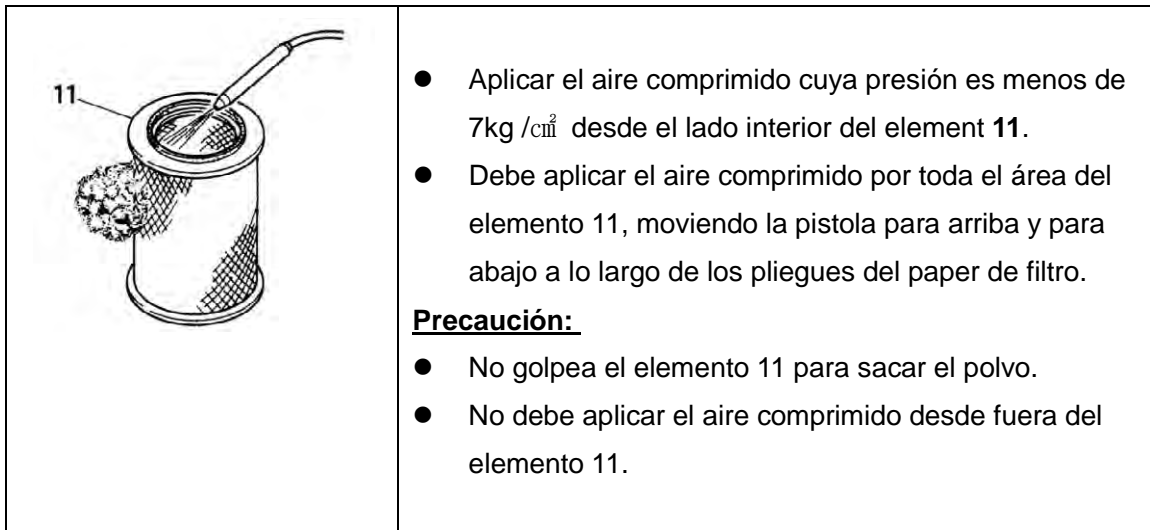 11
● Aplicar el aire comprimido cuya presión es menos de
7kg /㎠ desde el lado interior del element 11.
● Debe aplicar el aire comprimido por toda el área del
elemento 11, moviendo la pistola para arriba y para
abajo a lo largo de los pliegues del paper de filtro.
Precaución:
● No golpea el elemento 11 para sacar el polvo.
● No debe aplicar el aire comprimido desde fuera del
elemento 11.